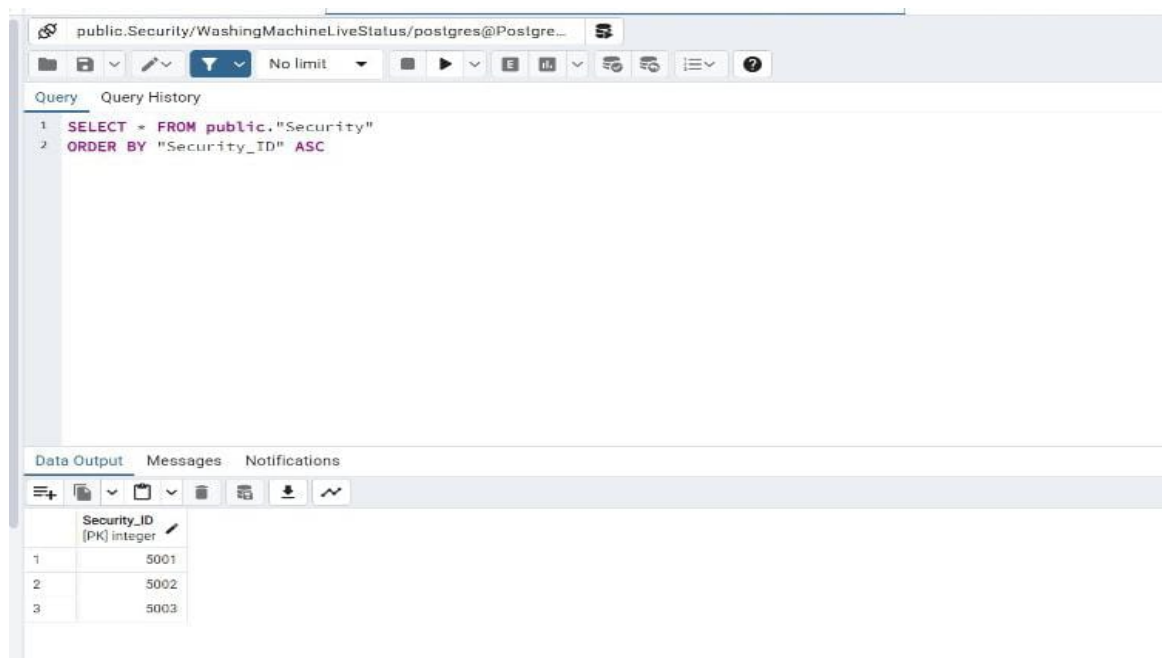 public.Security/WashingMachineLiveStatus/postgres@Postgre...
No limit
E
Query Query History
1 SELECT * FROM public."Security"
2 ORDER BY "Security_ID" ASC
Data Output Messages Notifications
Security_ID
[PK] integer
1 5001
2 5002
3 5003